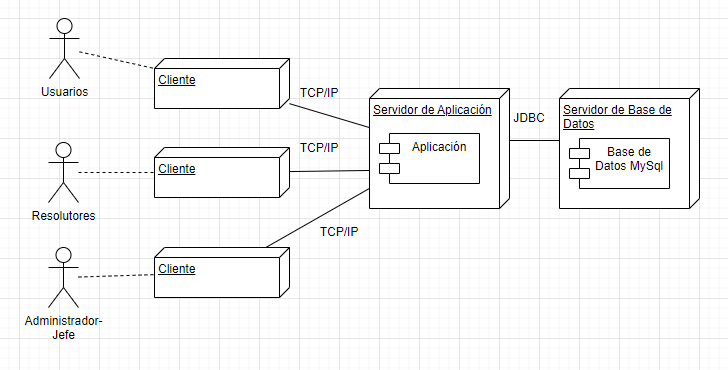 Usuarios
Cliente
TCP/IP
Resolutores
Cliente
TCP/IP
Administrador-
Jefe
Cliente
TCP/IP
Servidor de Aplicación
Aplicación
JDBC
Servidor de Base de
Datos
Base de
Datos MySql